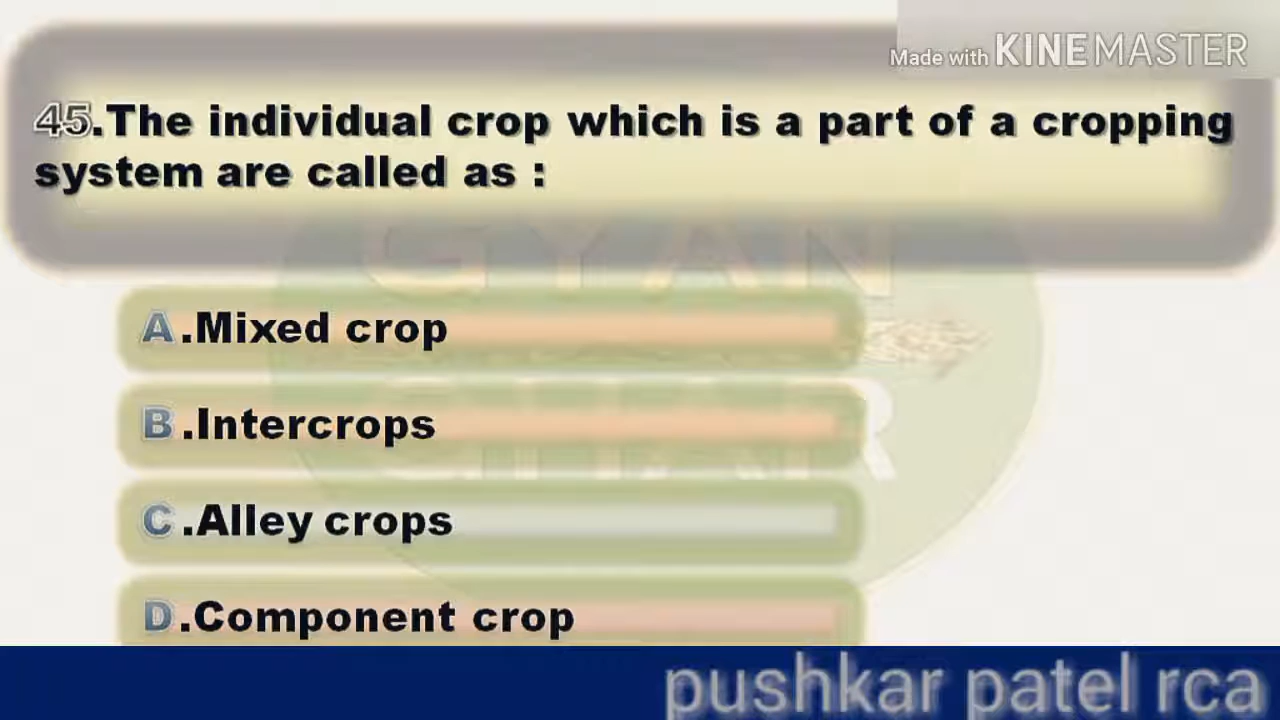 Made with KINEMASTER
45.The individual crop which is a part of a cropping
system are called as :
GYAN
A.Mixed crop
B.Intercrops
C.Alley crops
D.Component crop
pushkar patel rca